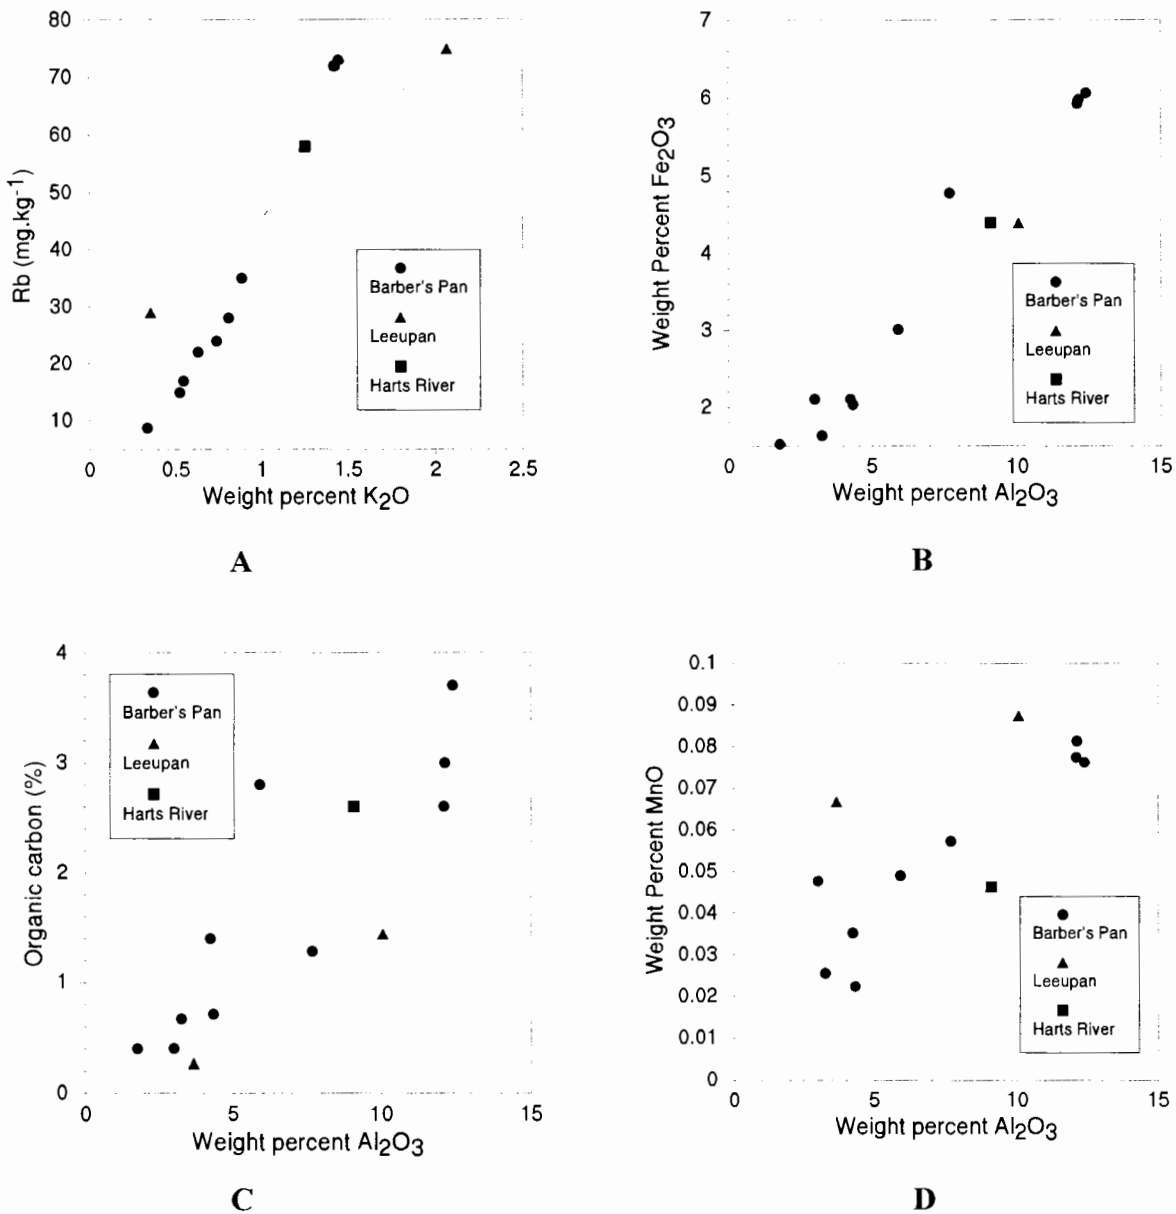 80
70
60
50
40
30
20
10
Rb (mg.kg-1)
Barber's Pan
Leeupan
Harts River
0 0.5 1 1.5 2 2.5
Weight percent K2O
A
7
6
5
4
3
2
Weight Percent Fe2O3
Barber's Pan
Leeupan
Harts River
0 5 10 15
Weight percent Al2O3
B
4
3
2
1
0
Organic carbon (%)
Barber's Pan
Leeupan
Harts River
0 5 10 15
Weight percent Al2O3
C
0.1
0.09
0.08
0.07
0.06
0.05
0.04
0.03
0.02
0.01
0
Weight Percent MnO
Barber's Pan
Leeupan
Harts River
0 5 10 15
Weight percent Al2O3
D